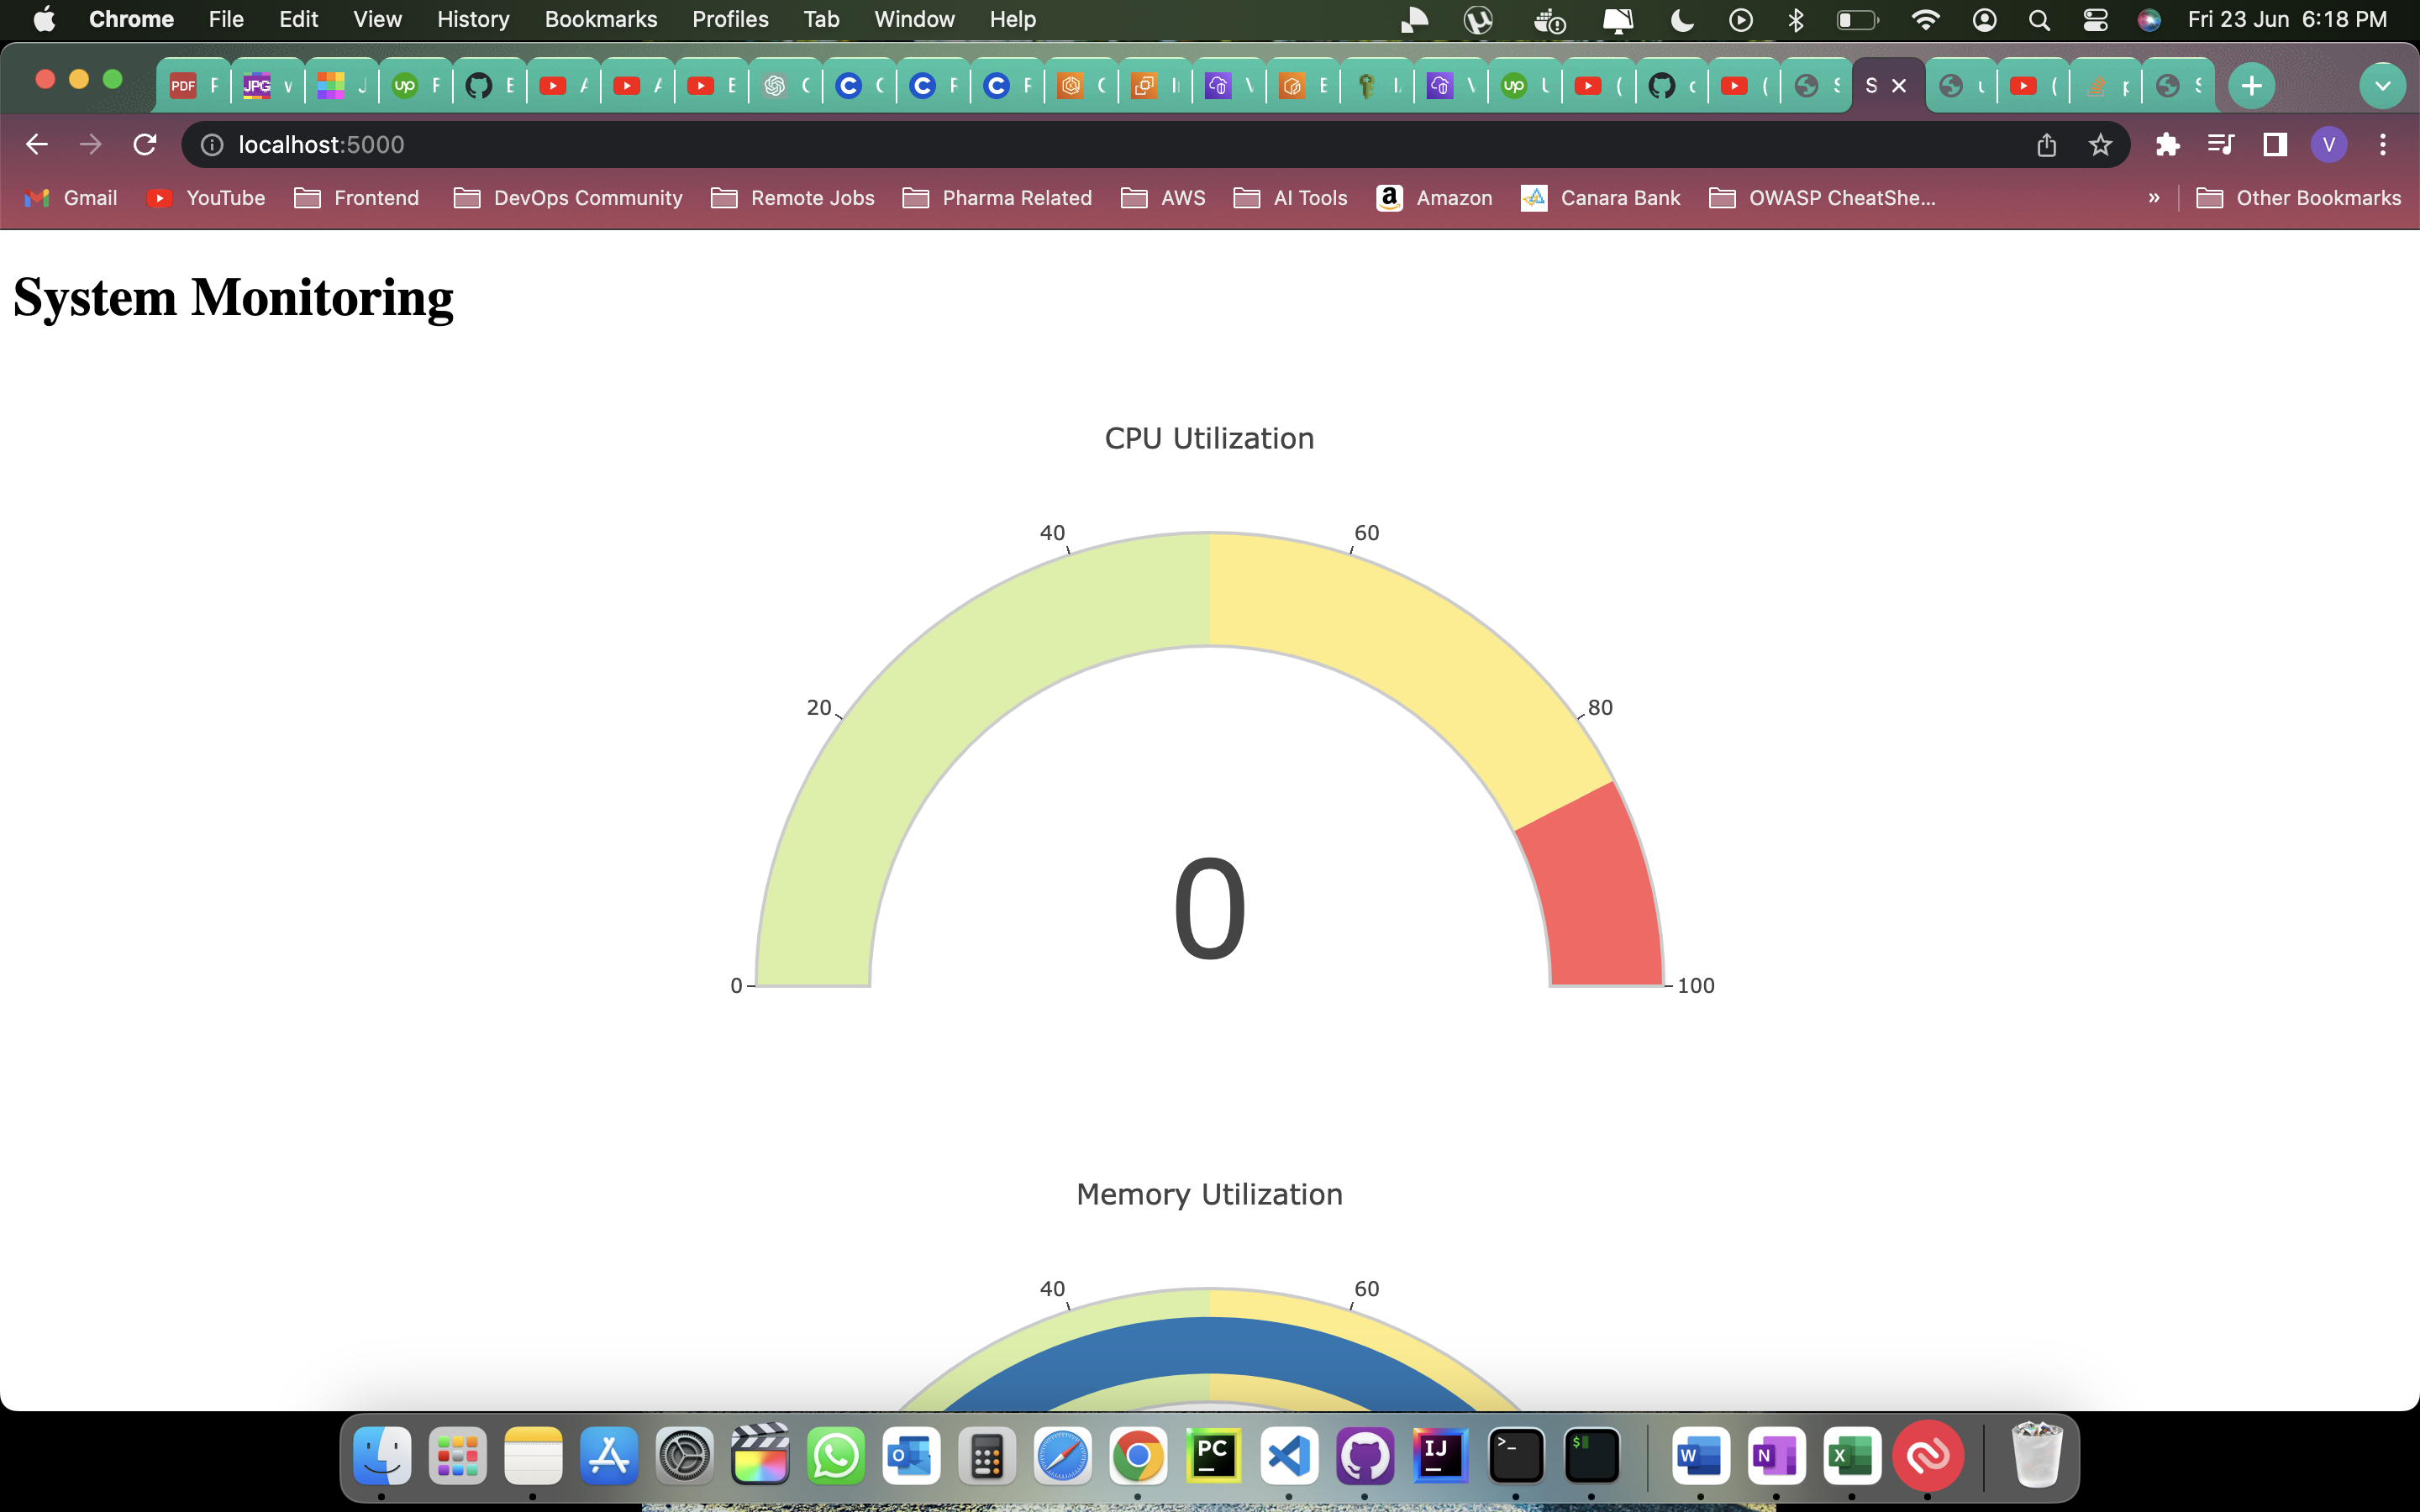 Chrome File Edit View History Bookmarks Profiles Tab Window Help Fri 23 Jun 6:18 PM
localhost:5000
Gmail YouTube Frontend DevOps Community Remote Jobs Pharma Related AWS AI Tools Amazon Canara Bank OWASP CheatShe... » Other Bookmarks
System Monitoring
CPU Utilization
40 60
20 80
0
0 100
Memory Utilization
40 60